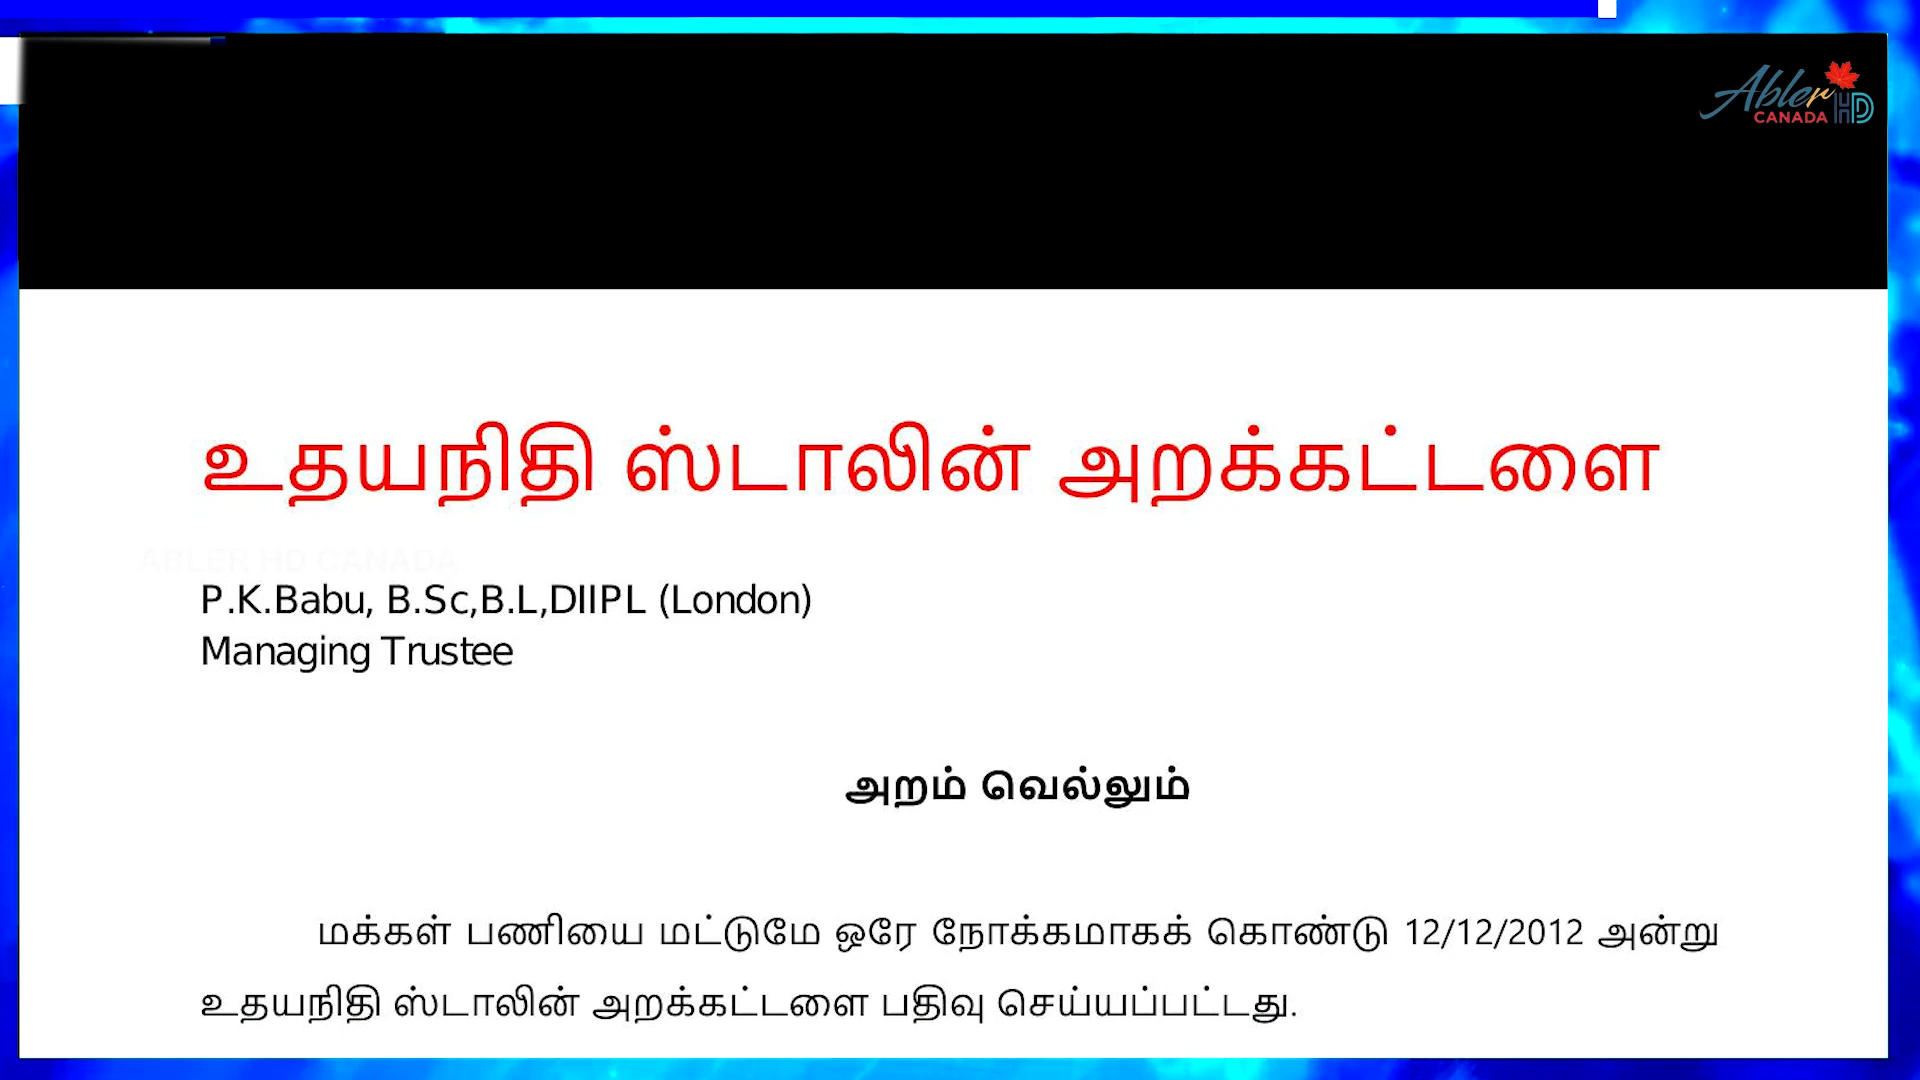 Abler
CANADA HD
உதயநிதி ஸ்டாலின் அறக்கட்டளை
ABLER HD CANADA
P.K.Babu, B.Sc,B.L,DIIPL (London)
Managing Trustee
அறம் வெல்லும்
மக்கள் பணியை மட்டுமே ஒரே நோக்கமாகக் கொண்டு 12/12/2012 அன்று
உதயநிதி ஸ்டாலின் அறக்கட்டளை பதிவு செய்யப்பட்டது.